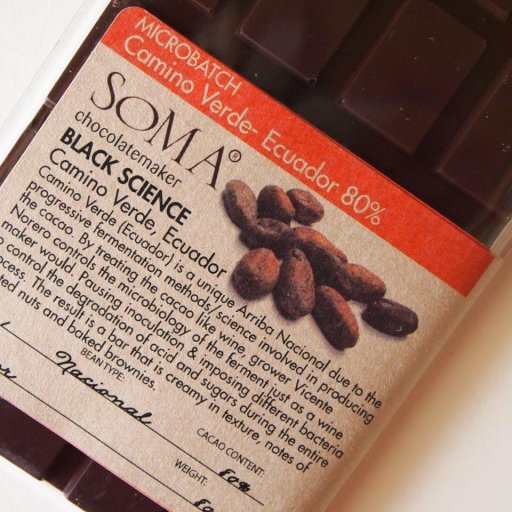 MICROBATCH
Camino Verde- Ecuador 80%
SOMA®
chocolatemaker
BLACK SCIENCE
Camino Verde, Ecuador
Camino Verde (Ecuador) is a unique Arriba Nacional due to the
progressive fermentation methods/science involved in producing
the cacao. By treating the cacao like wine, grower Vicente
Norero controls the microbiology of the ferment just as a wine
maker would. Pausing inoculation & imposing different bacteria
control the degradation of acid and sugars during the entire
The result is a bar that is creamy in texture, notes of
nuts and baked brownies.
BEAN TYPE:
Nacional
CACAO CONTENT:
80%
WEIGHT: